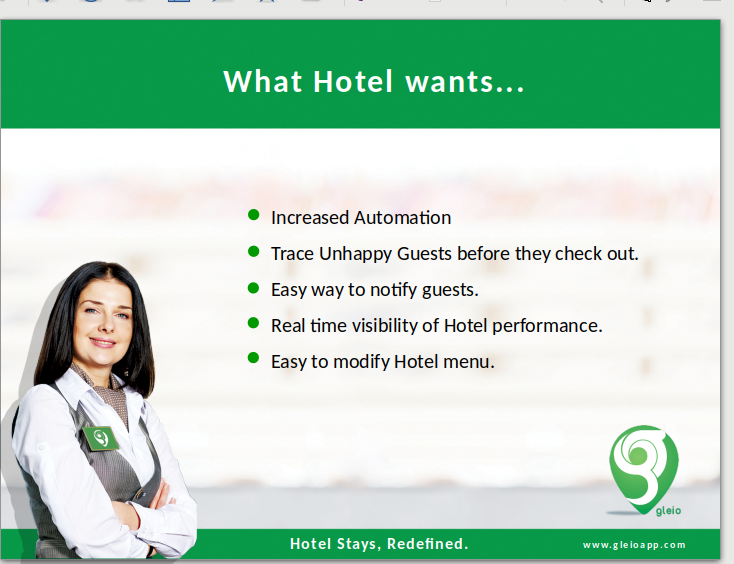 What Hotel wants...
Increased Automation
Trace Unhappy Guests before they check out.
Easy way to notify guests.
Real time visibility of Hotel performance.
Easy to modify Hotel menu.
gleio
Hotel Stays, Redefined.
www.gleioapp.com